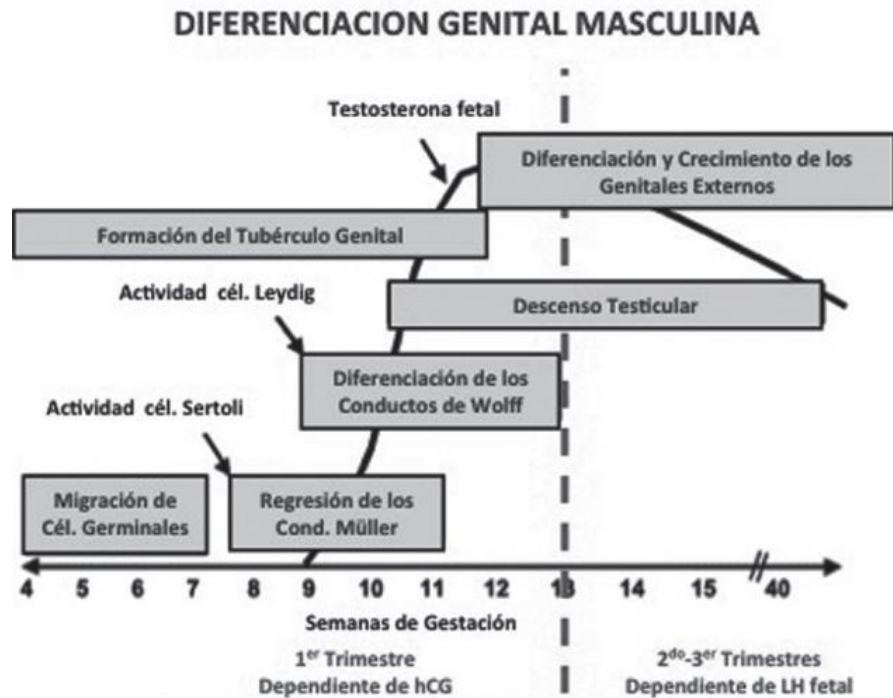 DIFERENCIACION GENITAL MASCULINA
Testosterona fetal
Diferenciación y Crecimiento de los
Genitales Externos
Formación del Tubérculo Genital
Actividad cél. Leydig
Descenso Testicular
Diferenciación de los
Conductos de Wolff
Actividad cél. Sertoli
Migración de
Cél. Germinales
Regresión de los
Cond. Müller
4 5 6 7 8 9 10 11 12 13 14 15 40
Semanas de Gestación
1er Trimestre
Dependiente de hCG
2do-3er Trimestres
Dependiente de LH fetal